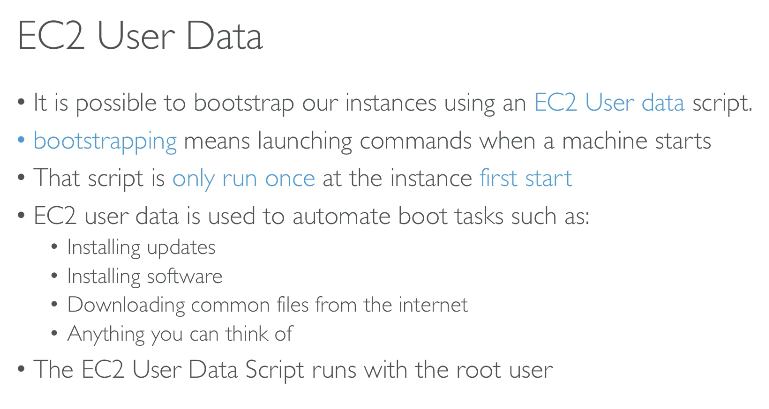 EC2 User Data
• It is possible to bootstrap our instances using an EC2 User data script.
• bootstrapping means launching commands when a machine starts
• That script is only run once at the instance first start
• EC2 user data is used to automate boot tasks such as:
• Installing updates
• Installing software
• Downloading common files from the internet
• Anything you can think of
• The EC2 User Data Script runs with the root user